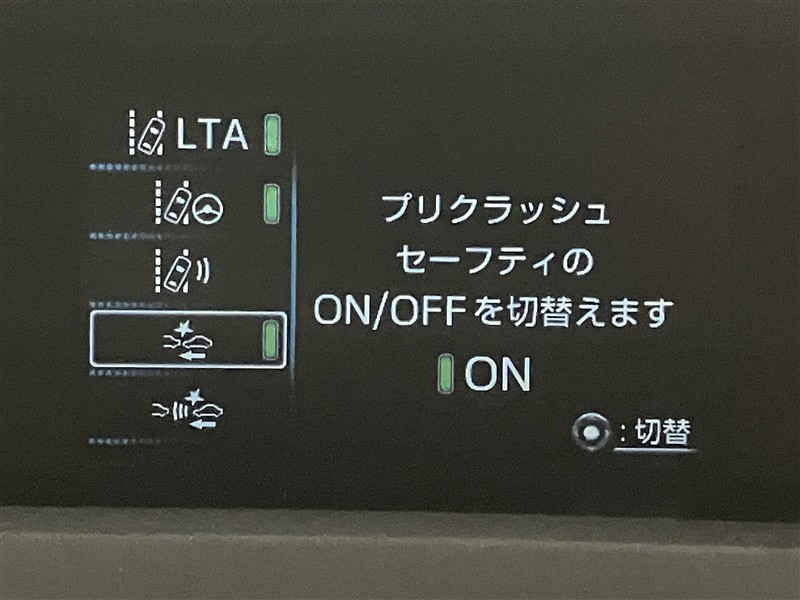 LTA
プリクラッシュ
セーフティの
ON/OFFを切替えます
ON
:切替